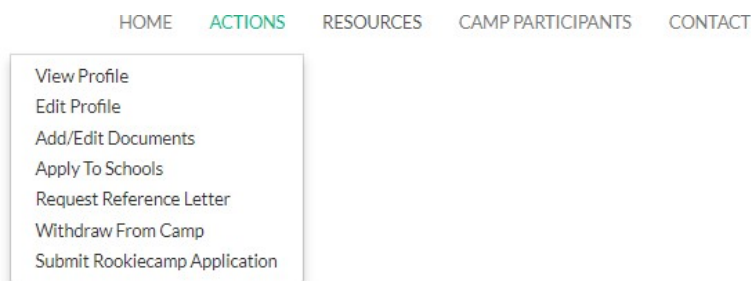 HOME ACTIONS RESOURCES CAMP PARTICIPANTS CONTACT
View Profile
Edit Profile
Add/Edit Documents
Apply To Schools
Request Reference Letter
Withdraw From Camp
Submit Rookiecamp Application